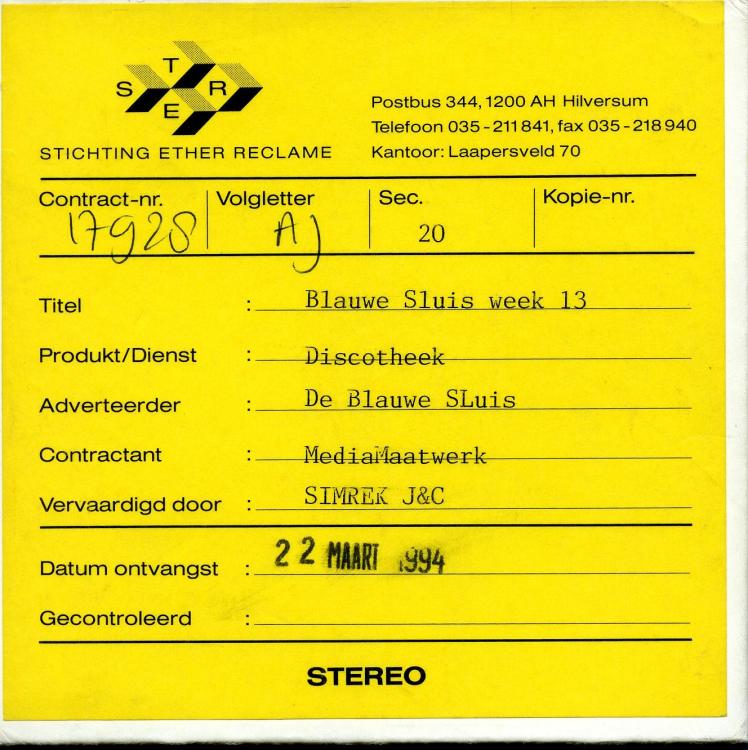 STER
STICHTING ETHER RECLAME
Postbus 344, 1200 AH Hilversum
Telefoon 035-211841, fax 035-218940
Kantoor: Laapersveld 70
Contract-nr. Volgletter Sec. Kopie-nr.
17928 AJ 20
Titel : Blauwe Sluis week 13
Produkt/Dienst : Discotheek
Adverteerder : De Blauwe SLuis
Contractant : MediaMaatwerk
Vervaardigd door : SIMREK J&C
Datum ontvangst : 22 MAART 1994
Gecontroleerd :
STEREO